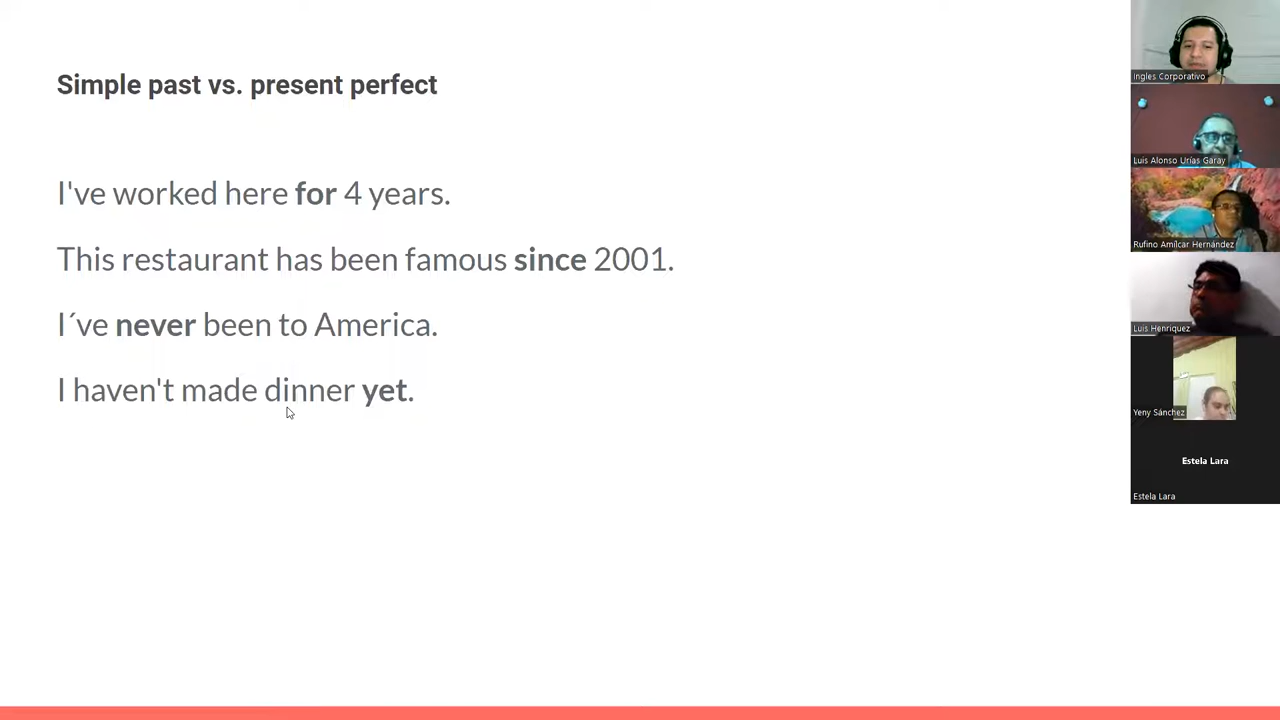 Simple past vs. present perfect
I've worked here for 4 years.
This restaurant has been famous since 2001.
I´ve never been to America.
I haven't made dinner yet.
Ingles Corporativo
Luis Alonso Urías Garay
Rufino Amílcar Hernández
Luis Henriquez
Yeny Sánchez
Estela Lara
Estela Lara